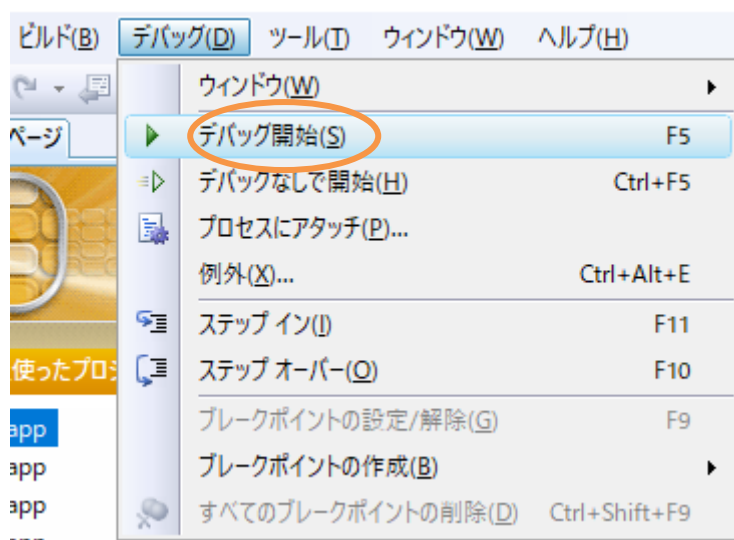 ビルド(B) デバッグ(D) ツール(T) ウィンドウ(W) ヘルプ(H)
ウィンドウ(W)
ページ
デバッグ開始(S) F5
デバッグなしで開始(H) Ctrl+F5
プロセスにアタッチ(P)...
例外(X)... Ctrl+Alt+E
ステップ イン(I) F11
使ったプロジ
ステップ オーバー(O) F10
ブレークポイントの設定/解除(G) F9
app
ブレークポイントの作成(B)
app
すべてのブレークポイントの削除(D) Ctrl+Shift+F9
app